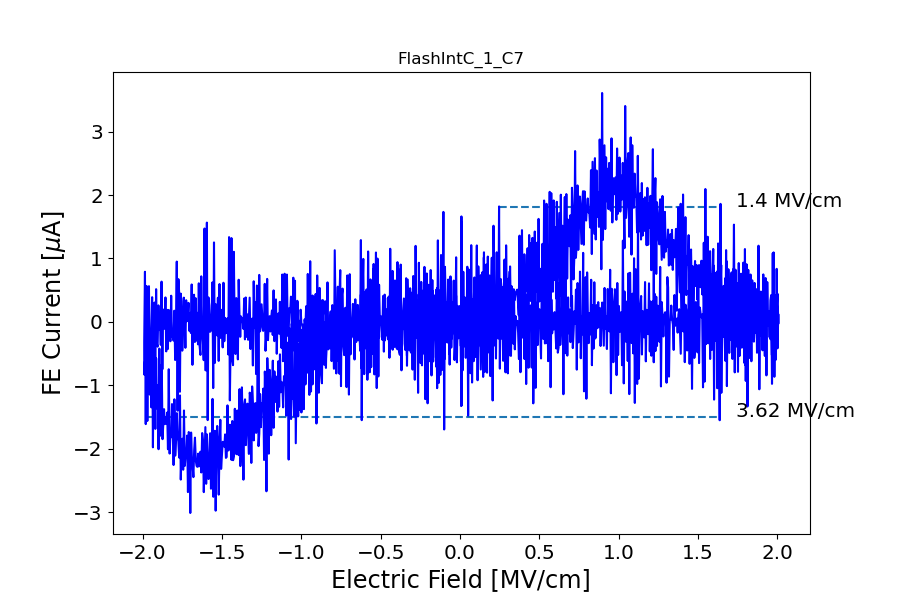 FlashIntC_1_C7
FE Current [μA]
3
2
1
0
−1
−2
−3
1.4 MV/cm
3.62 MV/cm
−2.0 −1.5 −1.0 −0.5 0.0 0.5 1.0 1.5 2.0
Electric Field [MV/cm]